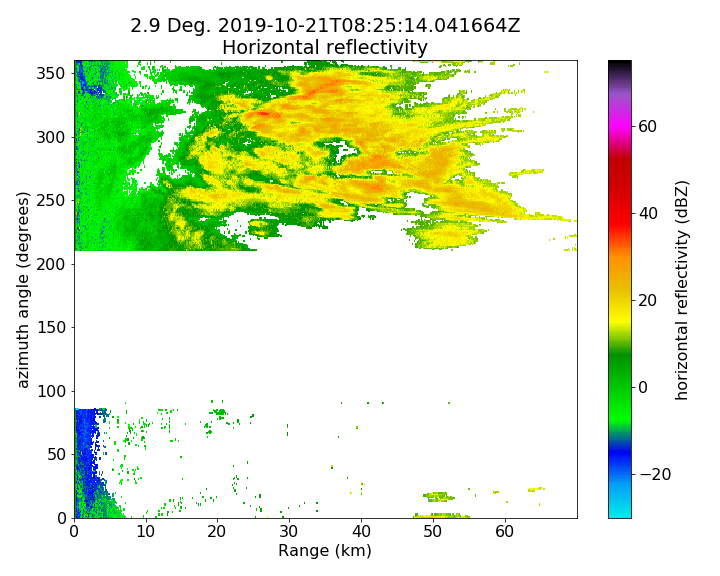 2.9 Deg. 2019-10-21T08:25:14.041664Z
Horizontal reflectivity
350
300
250
200
150
100
50
0
azimuth angle (degrees)
0 10 20 30 40 50 60
Range (km)
60
40
20
0
−20
horizontal reflectivity (dBZ)